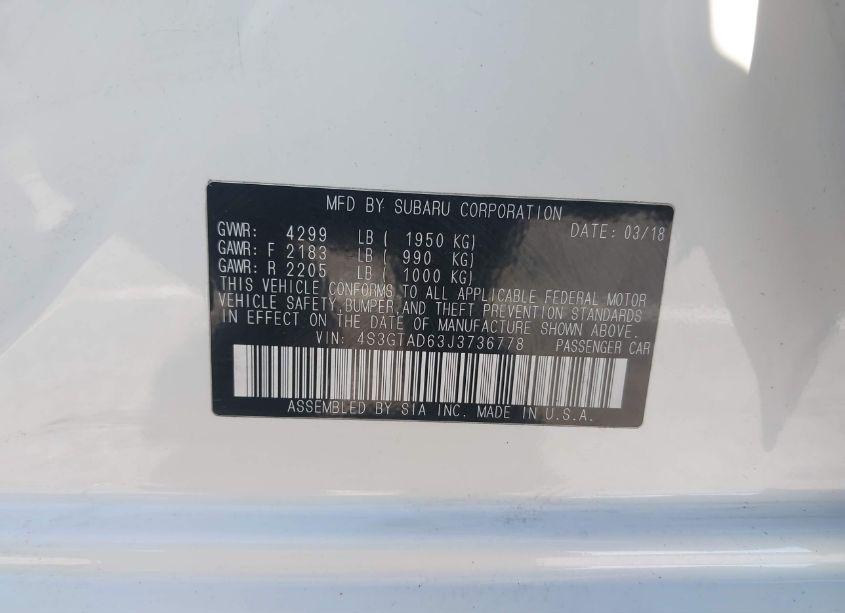 MFD BY SUBARU CORPORATION
GVWR: 4299 LB ( 1950 KG) DATE: 03/18
GAWR: F 2183 LB ( 990 KG)
GAWR: R 2205 LB ( 1000 KG)
THIS VEHICLE CONFORMS TO ALL APPLICABLE FEDERAL MOTOR
VEHICLE SAFETY, BUMPER, AND THEFT PREVENTION STANDARDS
IN EFFECT ON THE DATE OF MANUFACTURE SHOWN ABOVE.
VIN: 4S3GTAD63J3736778 PASSENGER CAR
ASSEMBLED BY SIA INC. MADE IN U.S.A.